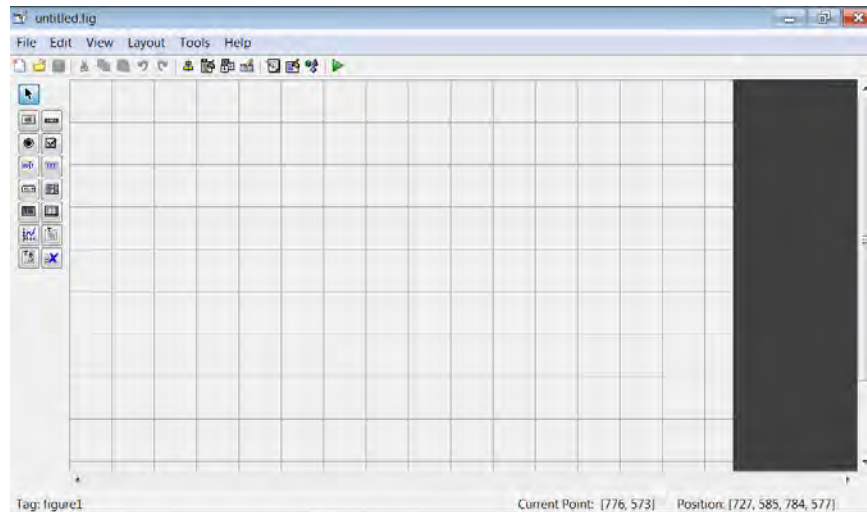 untitled.fig
File Edit View Layout Tools Help
Tag: figure1
Current Point: [776, 573] Position: [727, 585, 784, 577]